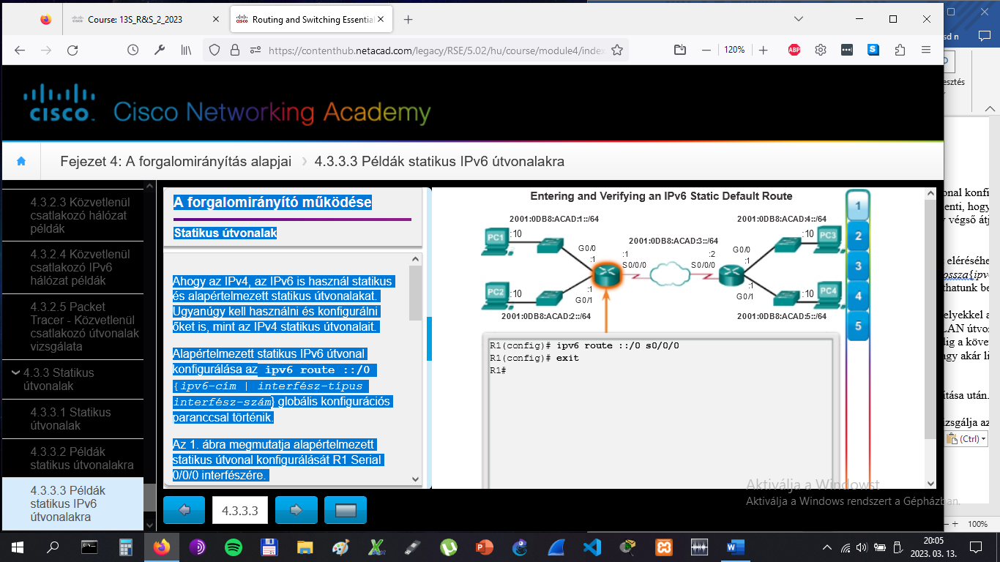 Course: 13S_R&S_2_2023
Routing and Switching Essential
sd n
https://contenthub.netacad.com/legacy/RSE/5.02/hu/course/module4/index
120%
ABP
S
esztés
CISCO.
Cisco Networking Academy
Fejezet 4: A forgalomirányítás alapjai
4.3.3.3 Példák statikus IPv6 útvonalakra
4.3.2.3 Közvetlenül
csatlakozó hálózat
példák
4.3.2.4 Közvetlenül
csatlakozó IPv6
hálózat példák
4.3.2.5 Packet
Tracer - Közvetlenül
csatlakozó útvonalak
vizsgálata
4.3.3 Statikus
útvonalak
4.3.3.1 Statikus
útvonalak
4.3.3.2 Példák
statikus útvonalakra
4.3.3.3 Példák
statikus IPv6
útvonalakra
A forgalomirányító működése
Statikus útvonalak
Ahogy az IPv4, az IPv6 is használ statikus
és alapértelmezett statikus útvonalakat.
Ugyanúgy kell használni és konfigurálni
őket is, mint az IPv4 statikus útvonalait.
Alapértelmezett statikus IPv6 útvonal
konfigurálása az ipv6 route ::/0
{ipv6-cím | interfész-típus
interfész-szám} globális konfigurációs
paranccsal történik.
Az 1. ábra megmutatja alapértelmezett
statikus útvonal konfigurálását R1 Serial
0/0/0 interfészére.
4.3.3.3
Entering and Verifying an IPv6 Static Default Route
2001:0DB8:ACAD:1::/64
2001:0DB8:ACAD:4::/64
PC1
:10
:10
PC3
2001:0DB8:ACAD:3::/64
G0/0
:1
:1
S0/0/0
:2
S0/0/0
G0/0
:1
PC2
:10
:1
G0/1
:1
G0/1
:10
PC4
2001:0DB8:ACAD:2::/64
2001:0DB8:ACAD:5::/64
R1(config)# ipv6 route ::/0 s0/0/0
R1(config)# exit
R1#
1
2
3
4
5
onal konfi
enti, hogy
végső átj
eléréséhe
ossza{ipv
thatunk be
elyekkel a
LAN útvo
dig a köve
agy akár li
ítása után.
izsgálja az
(Ctrl)
Aktiválja a Windowst
Aktiválja a Windows rendszert a Gépházban.
100%
20:05
2023. 03. 13.